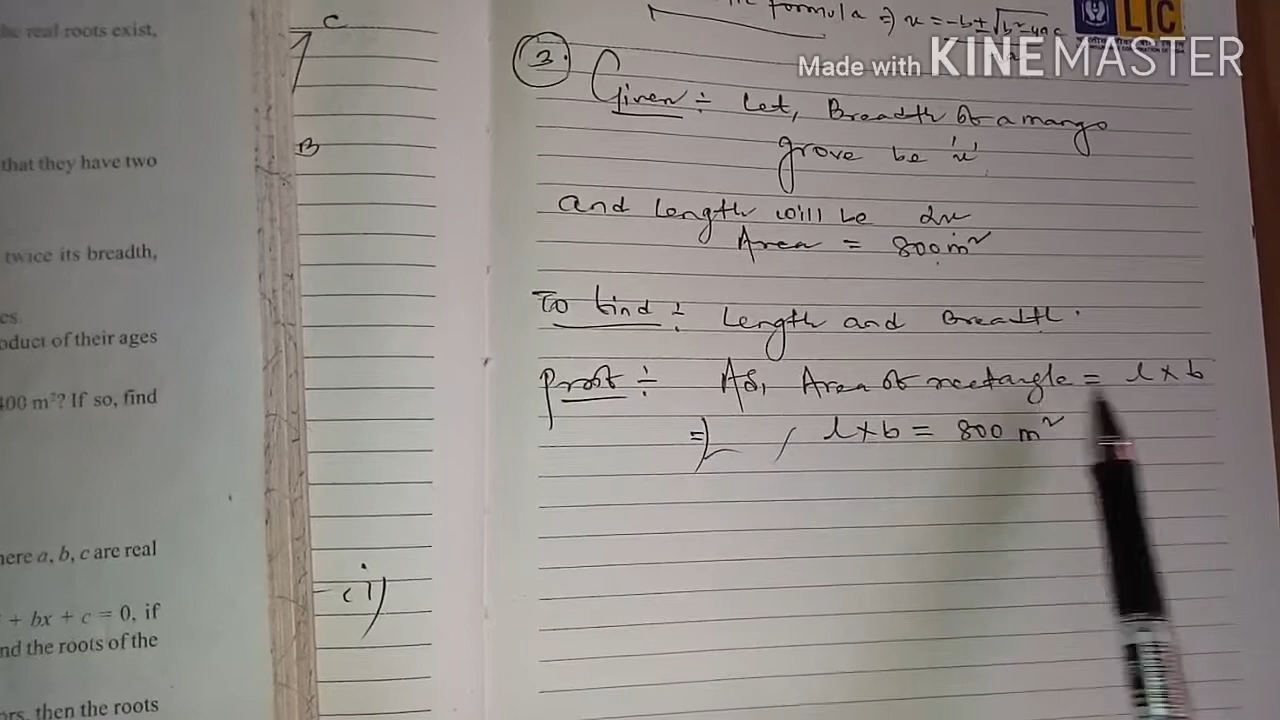 he real roots exist,
that they have two
twice its breadth,
es.
oduct of their ages
400 m²? If so, find
here a, b, c are real
+ bx + c = 0, if
nd the roots of the
ors, then the roots
C
B
(i)
formula ⇒ x = -b ± √b²-4ac
LIC
Made with KINEMASTER
3. Given ÷ Let, Breadth of a mango
grove be 'x'
and Length will be 2x
Area = 800 m²
To find ÷ Length and Breadth.
Proof ÷ As, Area of rectangle = l × b
⇒ l × b = 800 m²